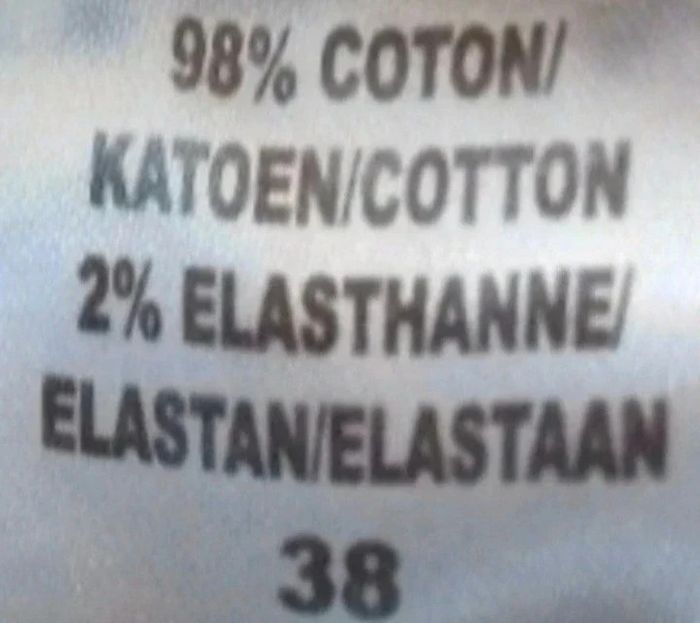 98% COTON/
KATOEN/COTTON
2% ELASTHANNE/
ELASTAN/ELASTAAN
38